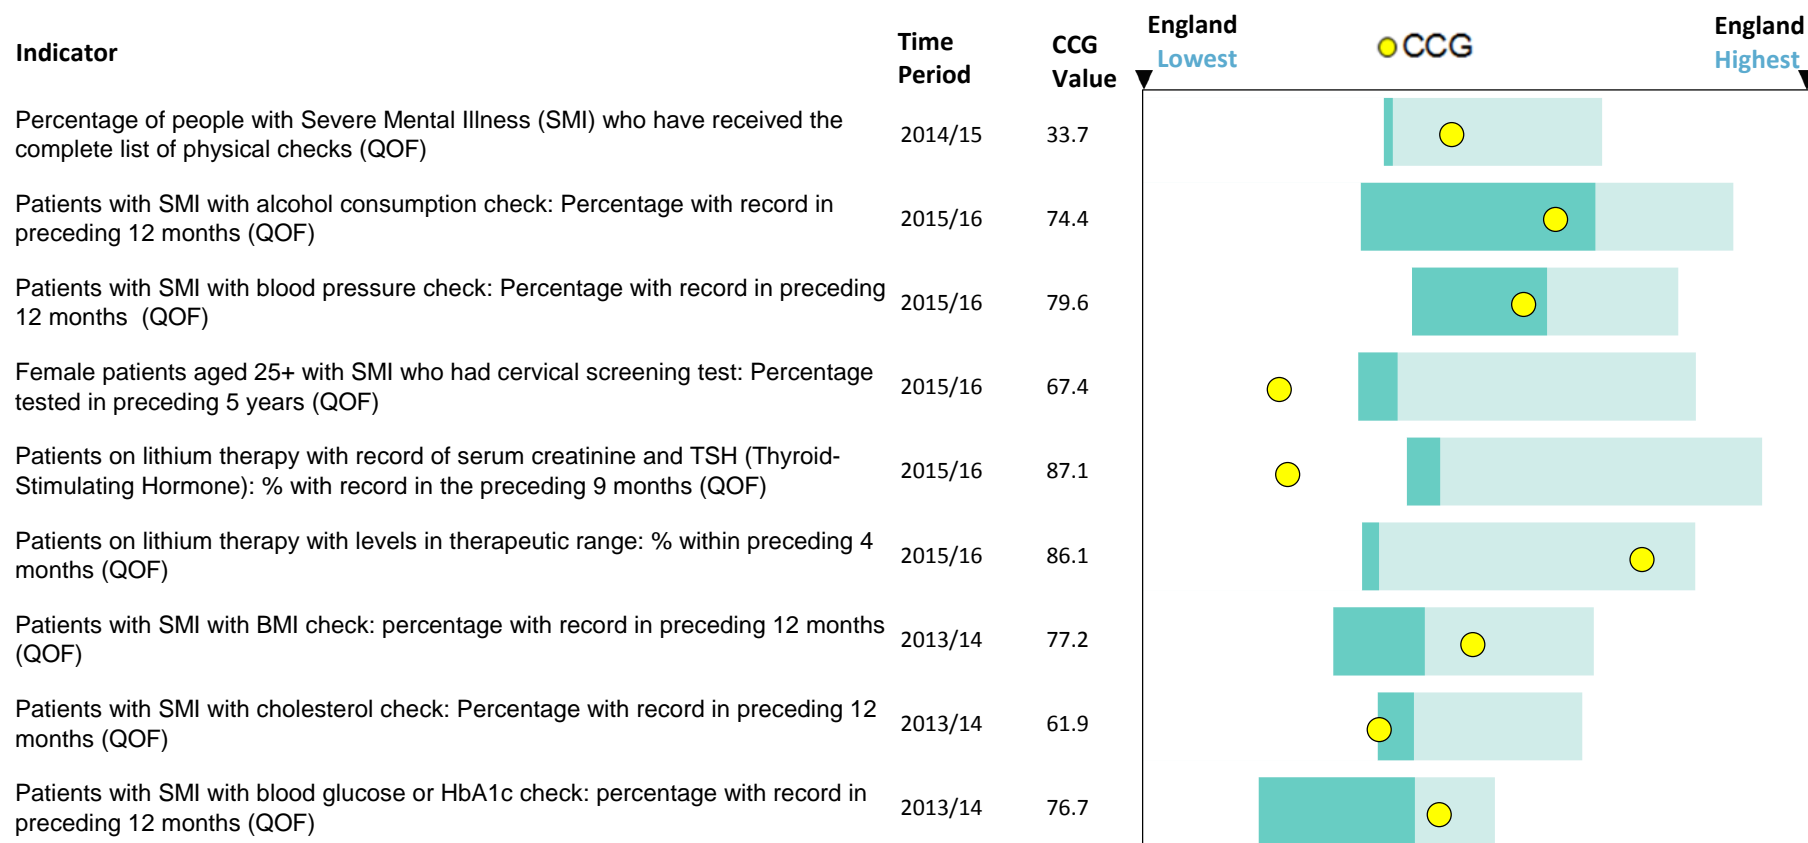 Indicator
Time Period
CCG Value
England Lowest
CCG
England Highest
Percentage of people with Severe Mental Illness (SMI) who have received the
complete list of physical checks (QOF)
2014/15
33.7
Patients with SMI with alcohol consumption check: Percentage with record in
preceding 12 months (QOF)
2015/16
74.4
Patients with SMI with blood pressure check: Percentage with record in preceding
12 months  (QOF)
2015/16
79.6
Female patients aged 25+ with SMI who had cervical screening test: Percentage
tested in preceding 5 years (QOF)
2015/16
67.4
Patients on lithium therapy with record of serum creatinine and TSH (Thyroid-
Stimulating Hormone): % with record in the preceding 9 months (QOF)
2015/16
87.1
Patients on lithium therapy with levels in therapeutic range: % within preceding 4
months (QOF)
2015/16
86.1
Patients with SMI with BMI check: percentage with record in preceding 12 months
(QOF)
2013/14
77.2
Patients with SMI with cholesterol check: Percentage with record in preceding 12
months (QOF)
2013/14
61.9
Patients with SMI with blood glucose or HbA1c check: percentage with record in
preceding 12 months (QOF)
2013/14
76.7